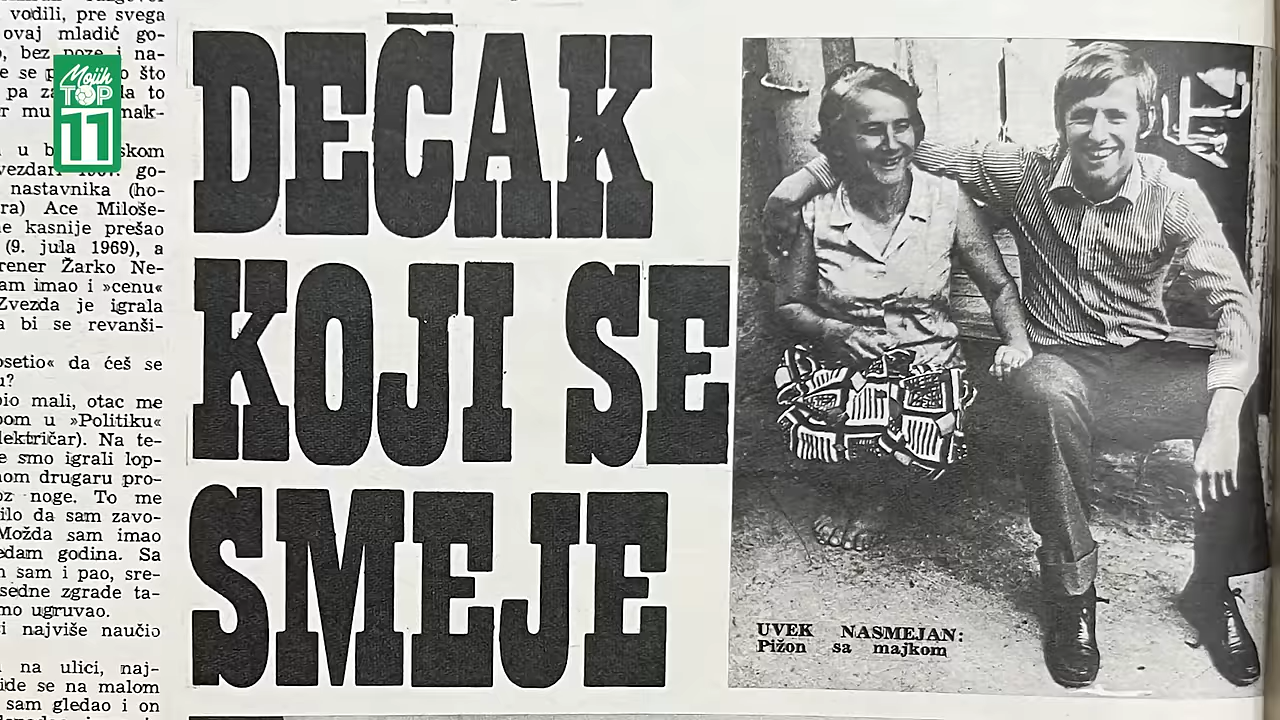 vodili, pre svega
ovaj mladić go-
bez poze i na-
e se što
pa la to
r mu mak-
u b skom
vezdari 1967. go-
nastavnika (ho-
ra) Ace Miloše-
e kasnije prešao
(9. jula 1969), a
rener Žarko Ne-
am imao i »cenu«
Zvezda je igrala
a bi se revanši-
osetio« da ćeš se
u?
bio mali, otac me
bom u »Politiku«
lektričar). Na te-
e smo igrali lop-
nom drugaru pro-
oz noge. To me
ilo da sam zavo-
Možda sam imao
edam godina. Sa
m sam i pao, sre-
sedne zgrade ta-
mo ugruvao.
si najviše naučio
na ulici, naj-
ide se na malom
sam gledao i on
Mojih
TOP
11
DEČAK
KOJI SE
SMEJE
UVEK NASMEJAN:
Pižon sa majkom